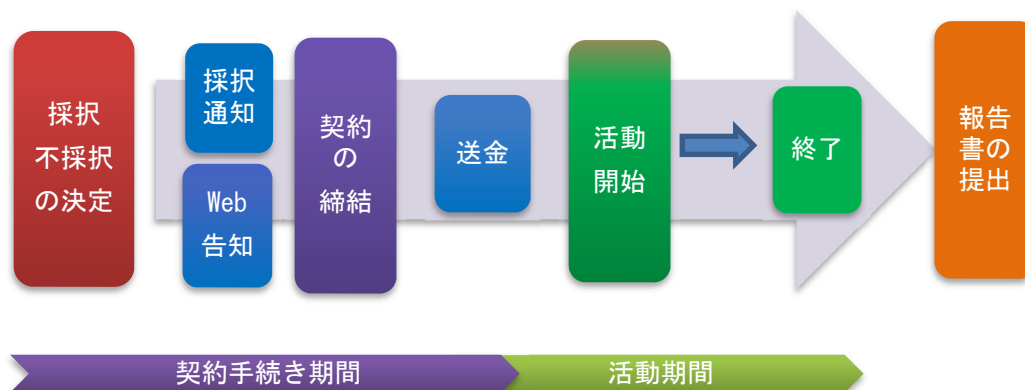 採択
不採択
の決定
採択
通知
Web
告知
契約
の
締結
送金
活動
開始
終了
報告
書の
提出
契約手続き期間
活動期間